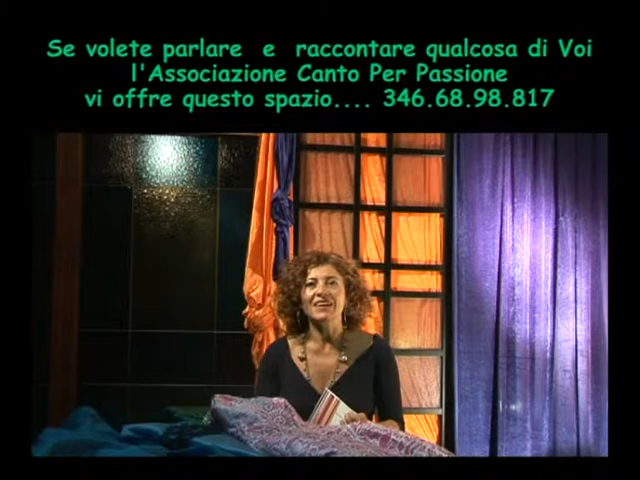 Se volete parlare e raccontare qualcosa di Voi
l'Associazione Canto Per Passione
vi offre questo spazio.... 346.68.98.817